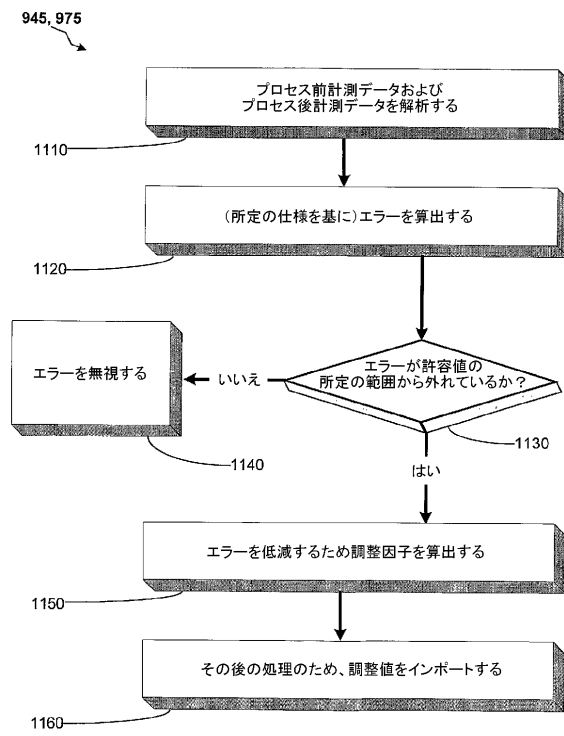 945, 975
プロセス前計測データおよび
プロセス後計測データを解析する
1110
(所定の仕様を基に)エラーを算出する
1120
エラーが許容値の
所定の範囲から外れているか？
1130
いいえ
エラーを無視する
1140
はい
エラーを低減するため調整因子を算出する
1150
その後の処理のため、調整値をインポートする
1160